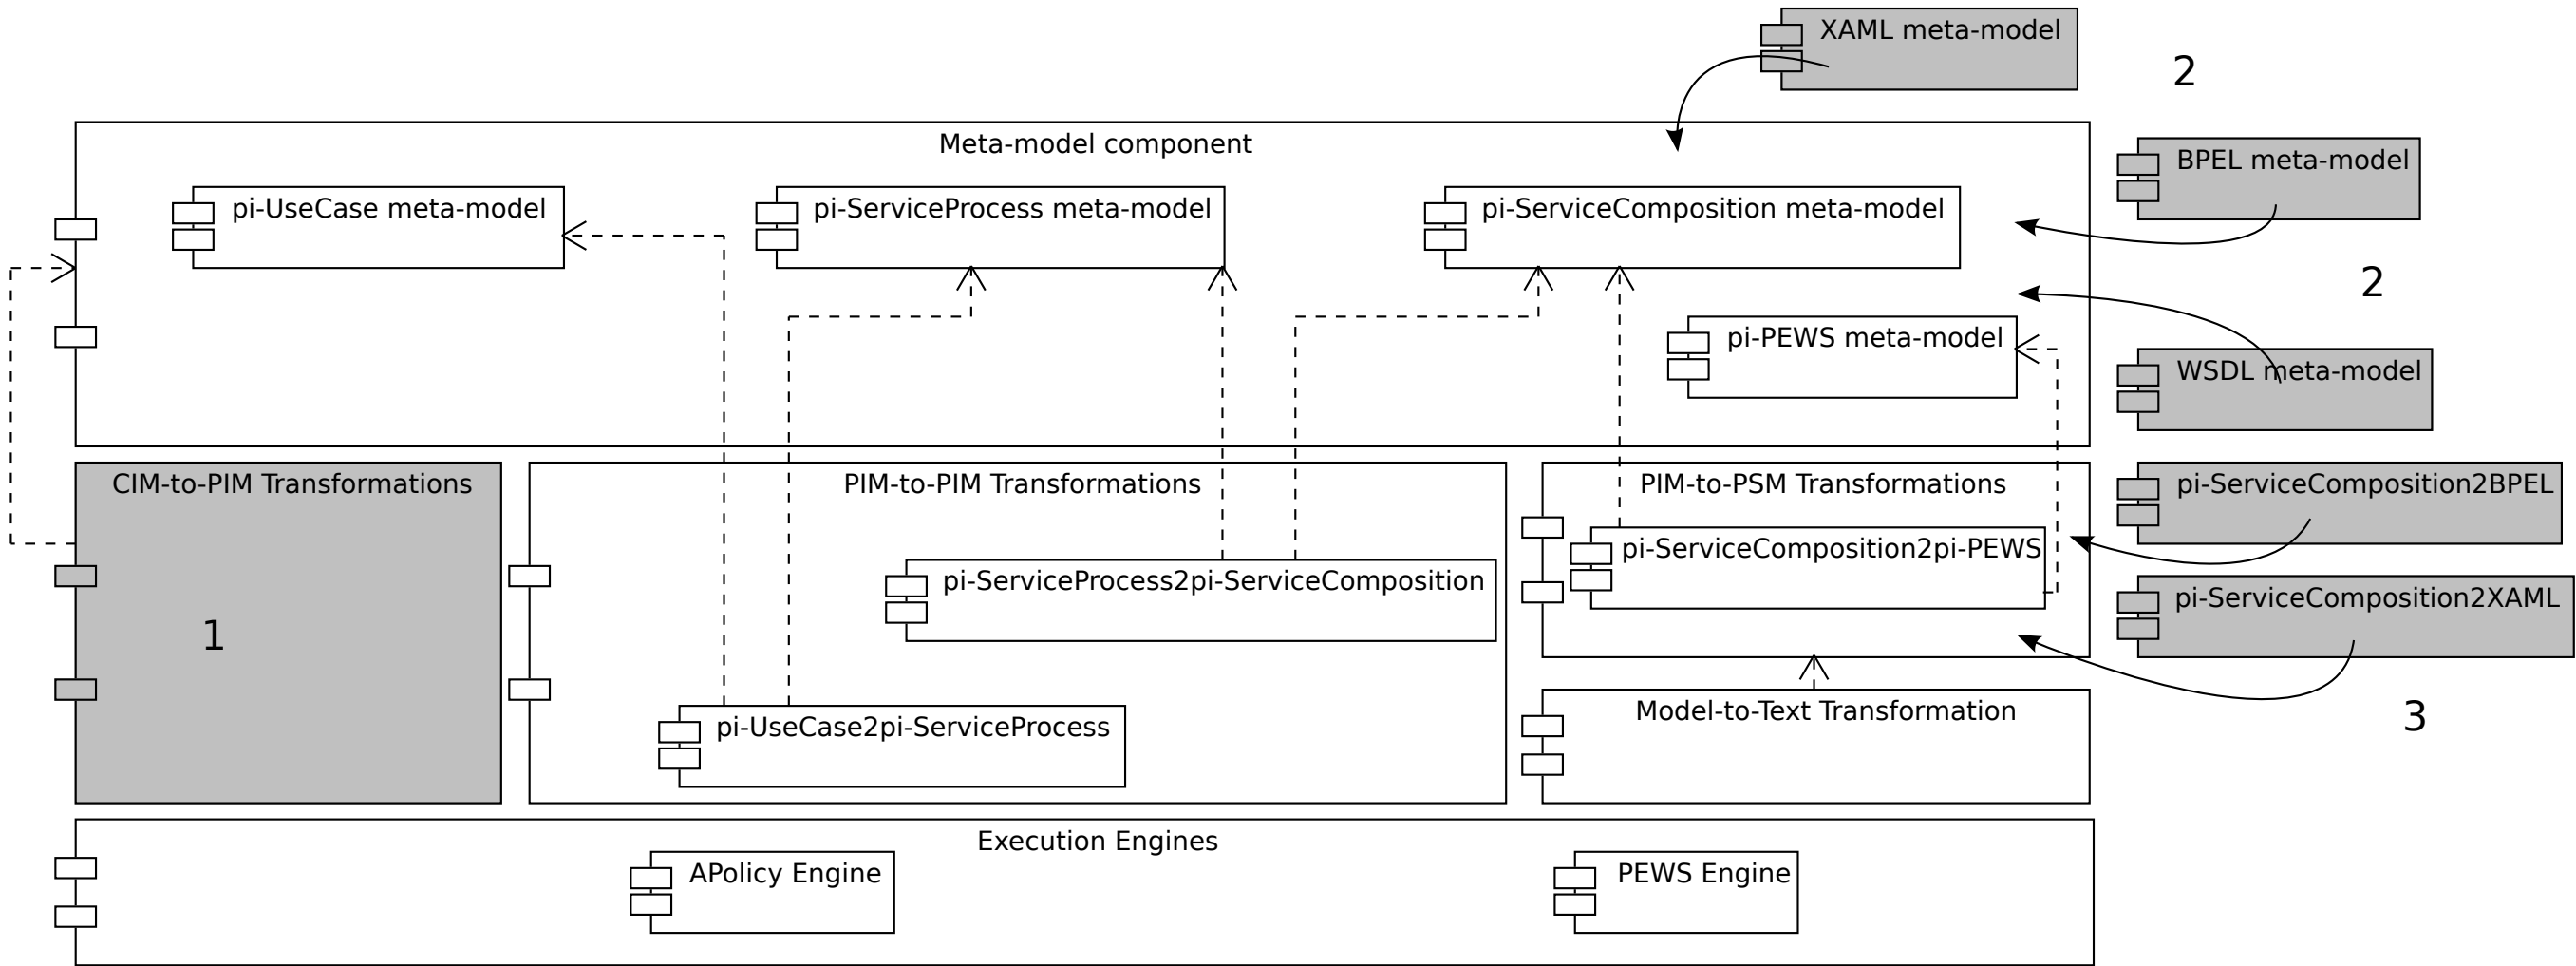 XAML meta-model
2
Meta-model component
BPEL meta-model
pi-UseCase meta-model
pi-ServiceProcess meta-model
pi-ServiceComposition meta-model
2
pi-PEWS meta-model
WSDL meta-model
CIM-to-PIM Transformations
PIM-to-PIM Transformations
PIM-to-PSM Transformations
pi-ServiceComposition2BPEL
pi-ServiceComposition2pi-PEWS
pi-ServiceProcess2pi-ServiceComposition
pi-ServiceComposition2XAML
1
Model-to-Text Transformation
3
pi-UseCase2pi-ServiceProcess
Execution Engines
APolicy Engine
PEWS Engine